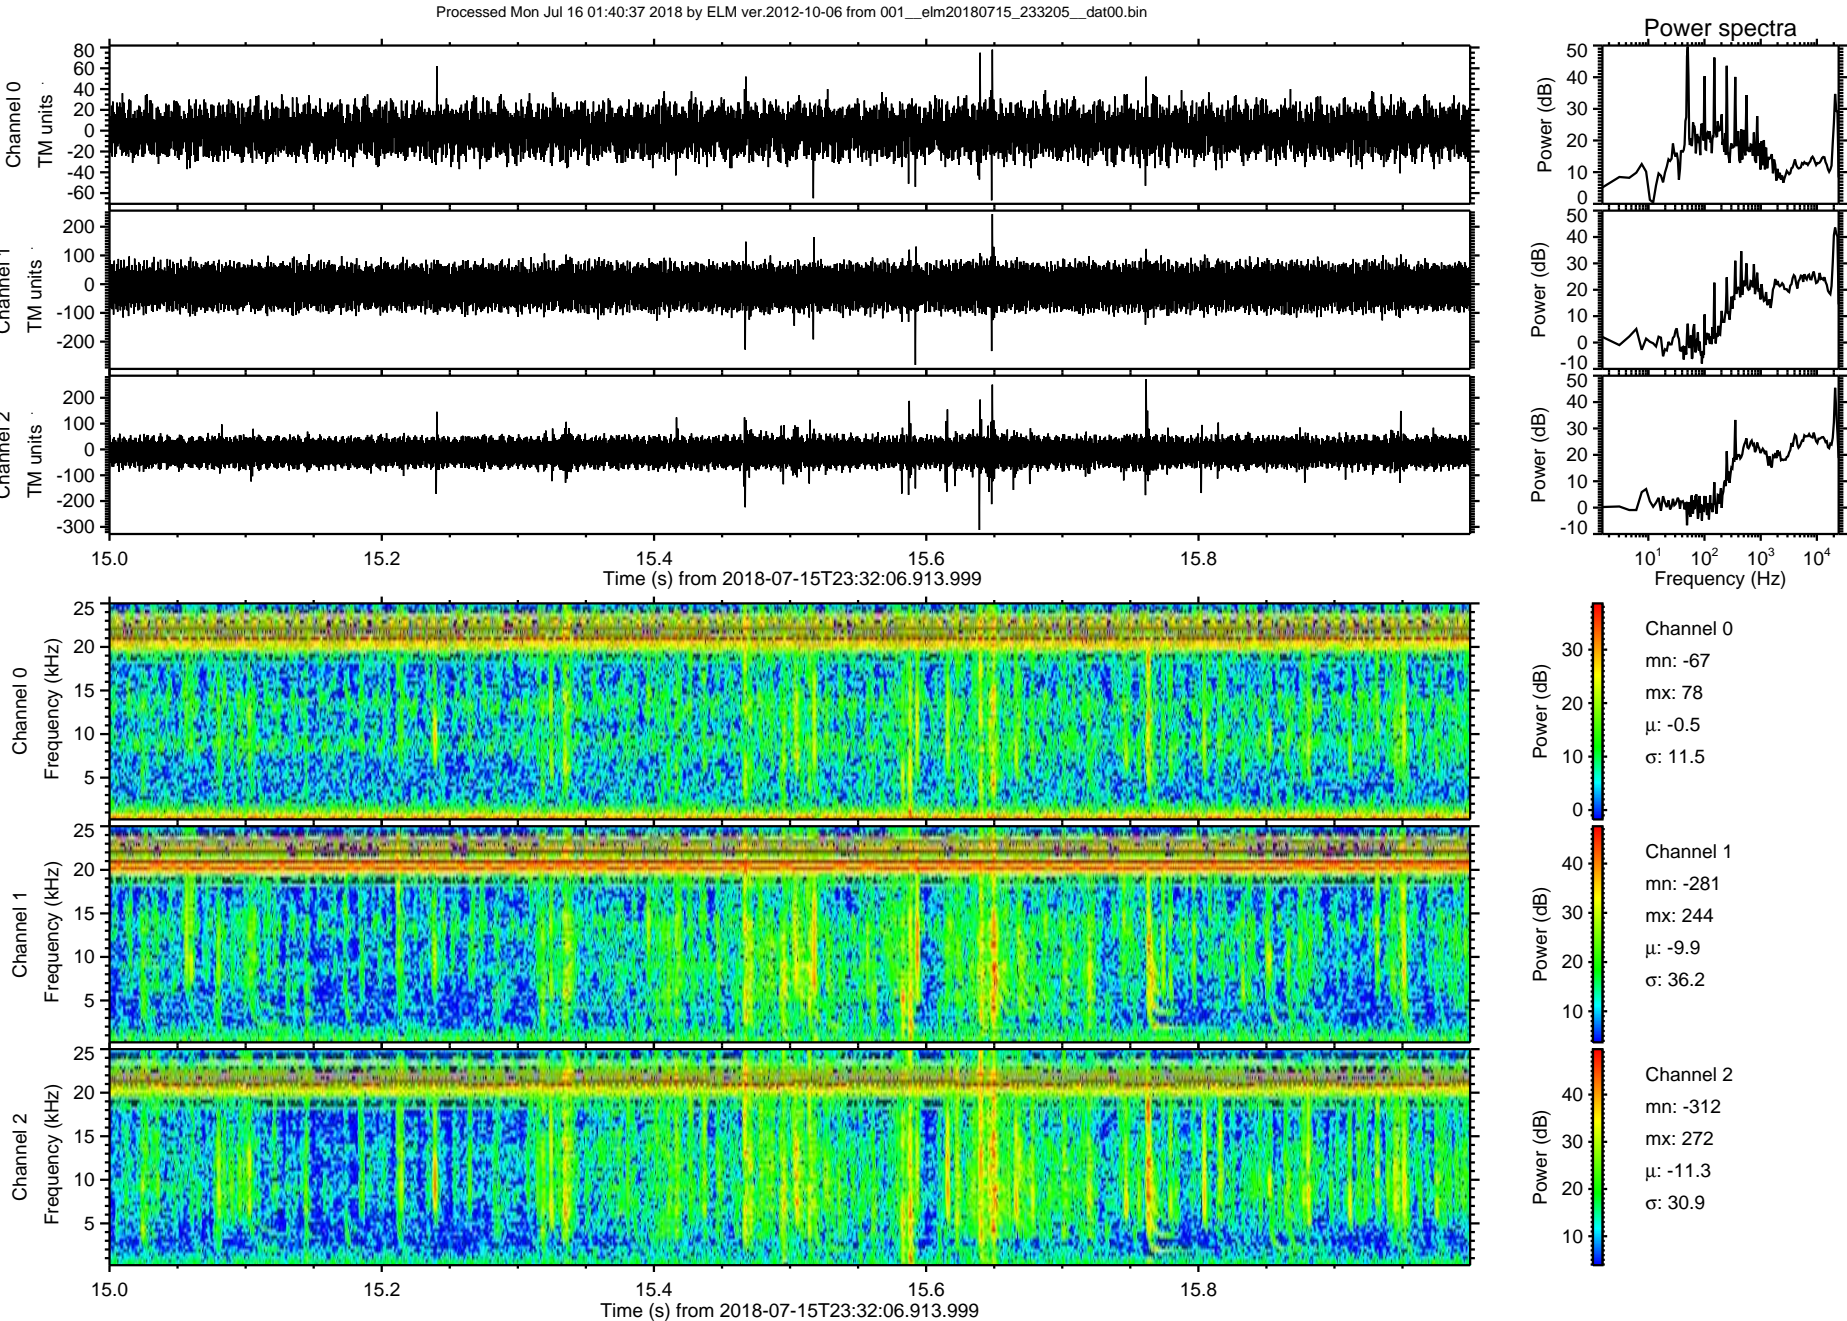 Processed Mon Jul 16 01:40:37 2018 by ELM ver.2012-10-06 from 001__elm20180715_233205__dat00.bin
Power spectra
Channel 0
TM units
80
60
40
20
0
-20
-40
-60
Power (dB)
50
40
30
20
10
0
Channel 1
TM units
200
100
0
-100
-200
Power (dB)
50
40
30
20
10
0
-10
Channel 2
TM units
200
100
0
-100
-200
-300
Power (dB)
50
40
30
20
10
0
-10
15.0 15.2 15.4 15.6 15.8
Time (s) from 2018-07-15T23:32:06.913.999
10¹ 10² 10³ 10⁴
Frequency (Hz)
Channel 0
Frequency (kHz)
25
20
15
10
5
Power (dB)
30
20
10
0
Channel 0
mn: -67
mx: 78
μ: -0.5
σ: 11.5
Channel 1
Frequency (kHz)
25
20
15
10
5
Power (dB)
40
30
20
10
Channel 1
mn: -281
mx: 244
μ: -9.9
σ: 36.2
Channel 2
Frequency (kHz)
25
20
15
10
5
Power (dB)
40
30
20
10
Channel 2
mn: -312
mx: 272
μ: -11.3
σ: 30.9
15.0 15.2 15.4 15.6 15.8
Time (s) from 2018-07-15T23:32:06.913.999